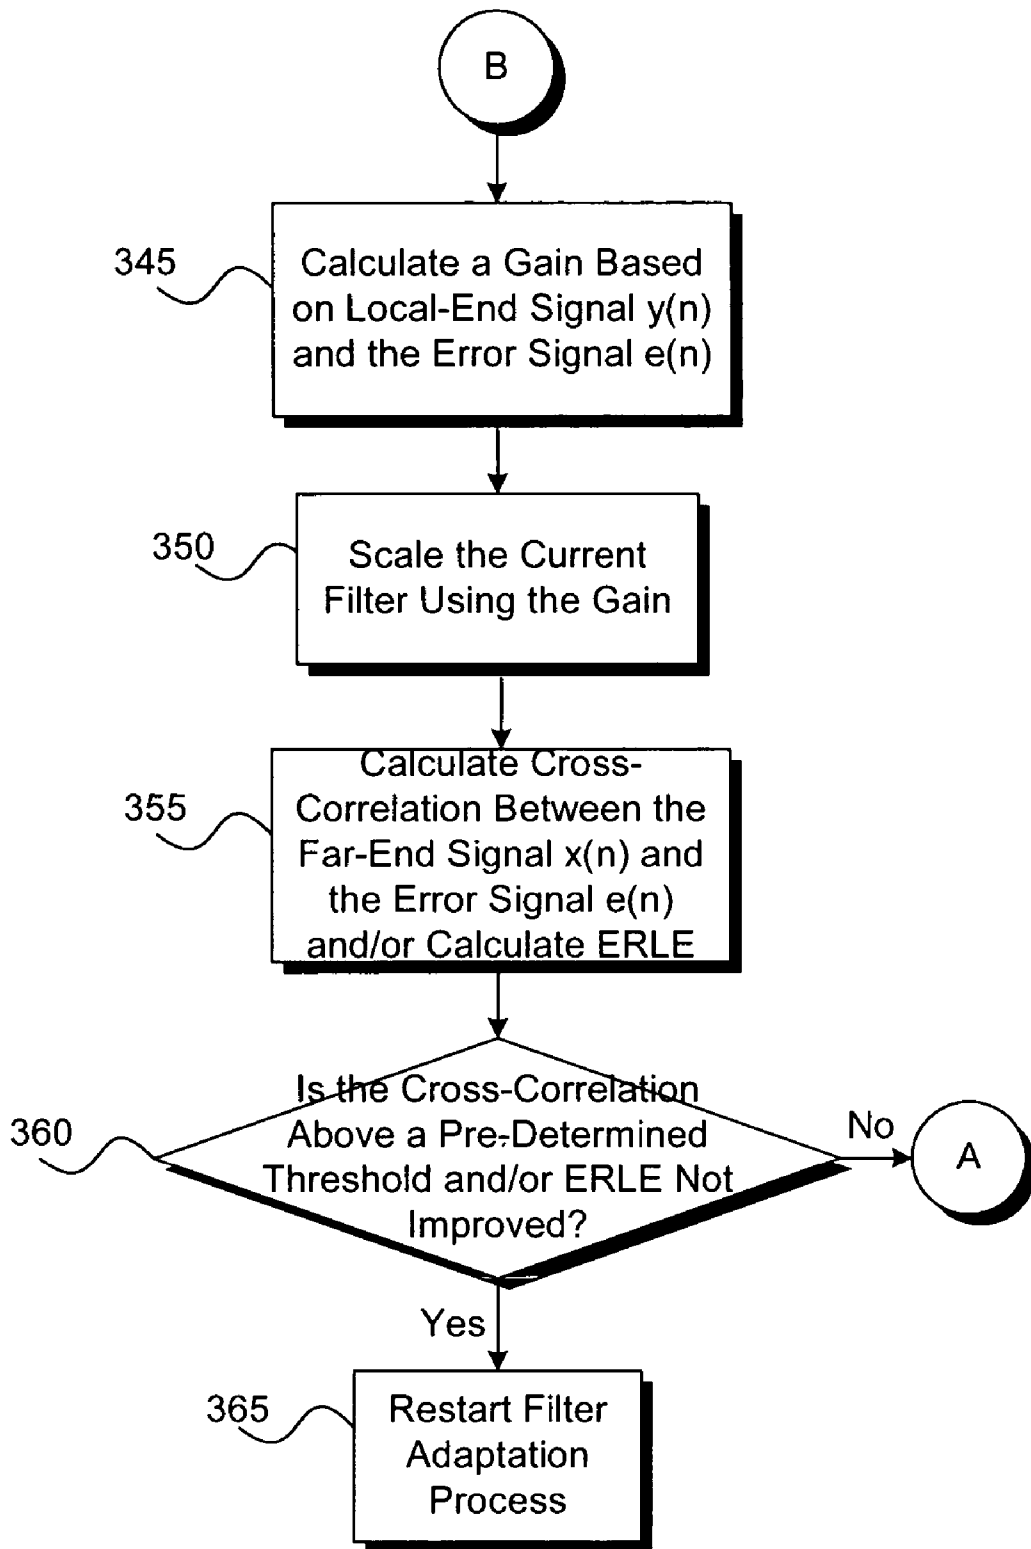 B
345
Calculate a Gain Based
on Local-End Signal y(n)
and the Error Signal e(n)
350
Scale the Current
Filter Using the Gain
355
Calculate Cross-
Correlation Between the
Far-End Signal x(n) and
the Error Signal e(n)
and/or Calculate ERLE
360
Is the Cross-Correlation
Above a Pre-Determined
Threshold and/or ERLE Not
Improved?
No
A
Yes
365
Restart Filter
Adaptation
Process